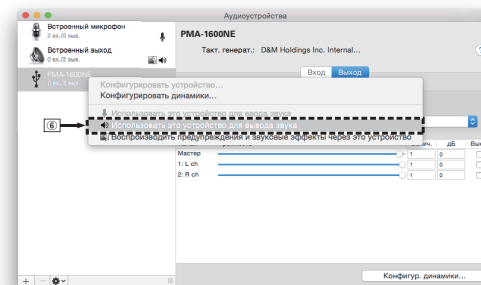 Аудиоустройства
Встроенный микрофон
2 вх./0 вых.
Встроенный выход
0 вх./2 вых.
PMA-1600NE
0 вх./2 вых.
PMA-1600NE
Такт. генерат.: D&M Holdings Inc. Internal...
?
Вход Выход
Конфигурировать устройство...
Конфигурировать динамики...
Использовать это устройство для ввода звука
⑥ Использовать это устройство для вывода звука
Воспроизводить предупреждения и звуковые эффекты через это устройство
дБ
Мастер 1 0
1: L ch 1 0
2: R ch 1 0
+ −
Конфигур. динамики...